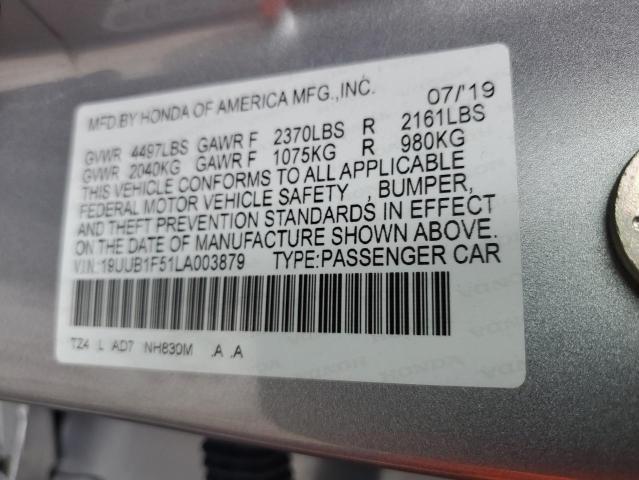 MFD.BY HONDA OF AMERICA MFG.,INC. 07/'19
GVWR 4497LBS GAWR F 2370LBS R 2161LBS
GVWR 2040KG GAWR F 1075KG R 980KG
THIS VEHICLE CONFORMS TO ALL APPLICABLE
FEDERAL MOTOR VEHICLE SAFETY , BUMPER,
AND THEFT PREVENTION STANDARDS IN EFFECT
ON THE DATE OF MANUFACTURE SHOWN ABOVE.
VIN:19UUB1F51LA003879 TYPE:PASSENGER CAR
TZ4 L AD7 NH830M .A .A